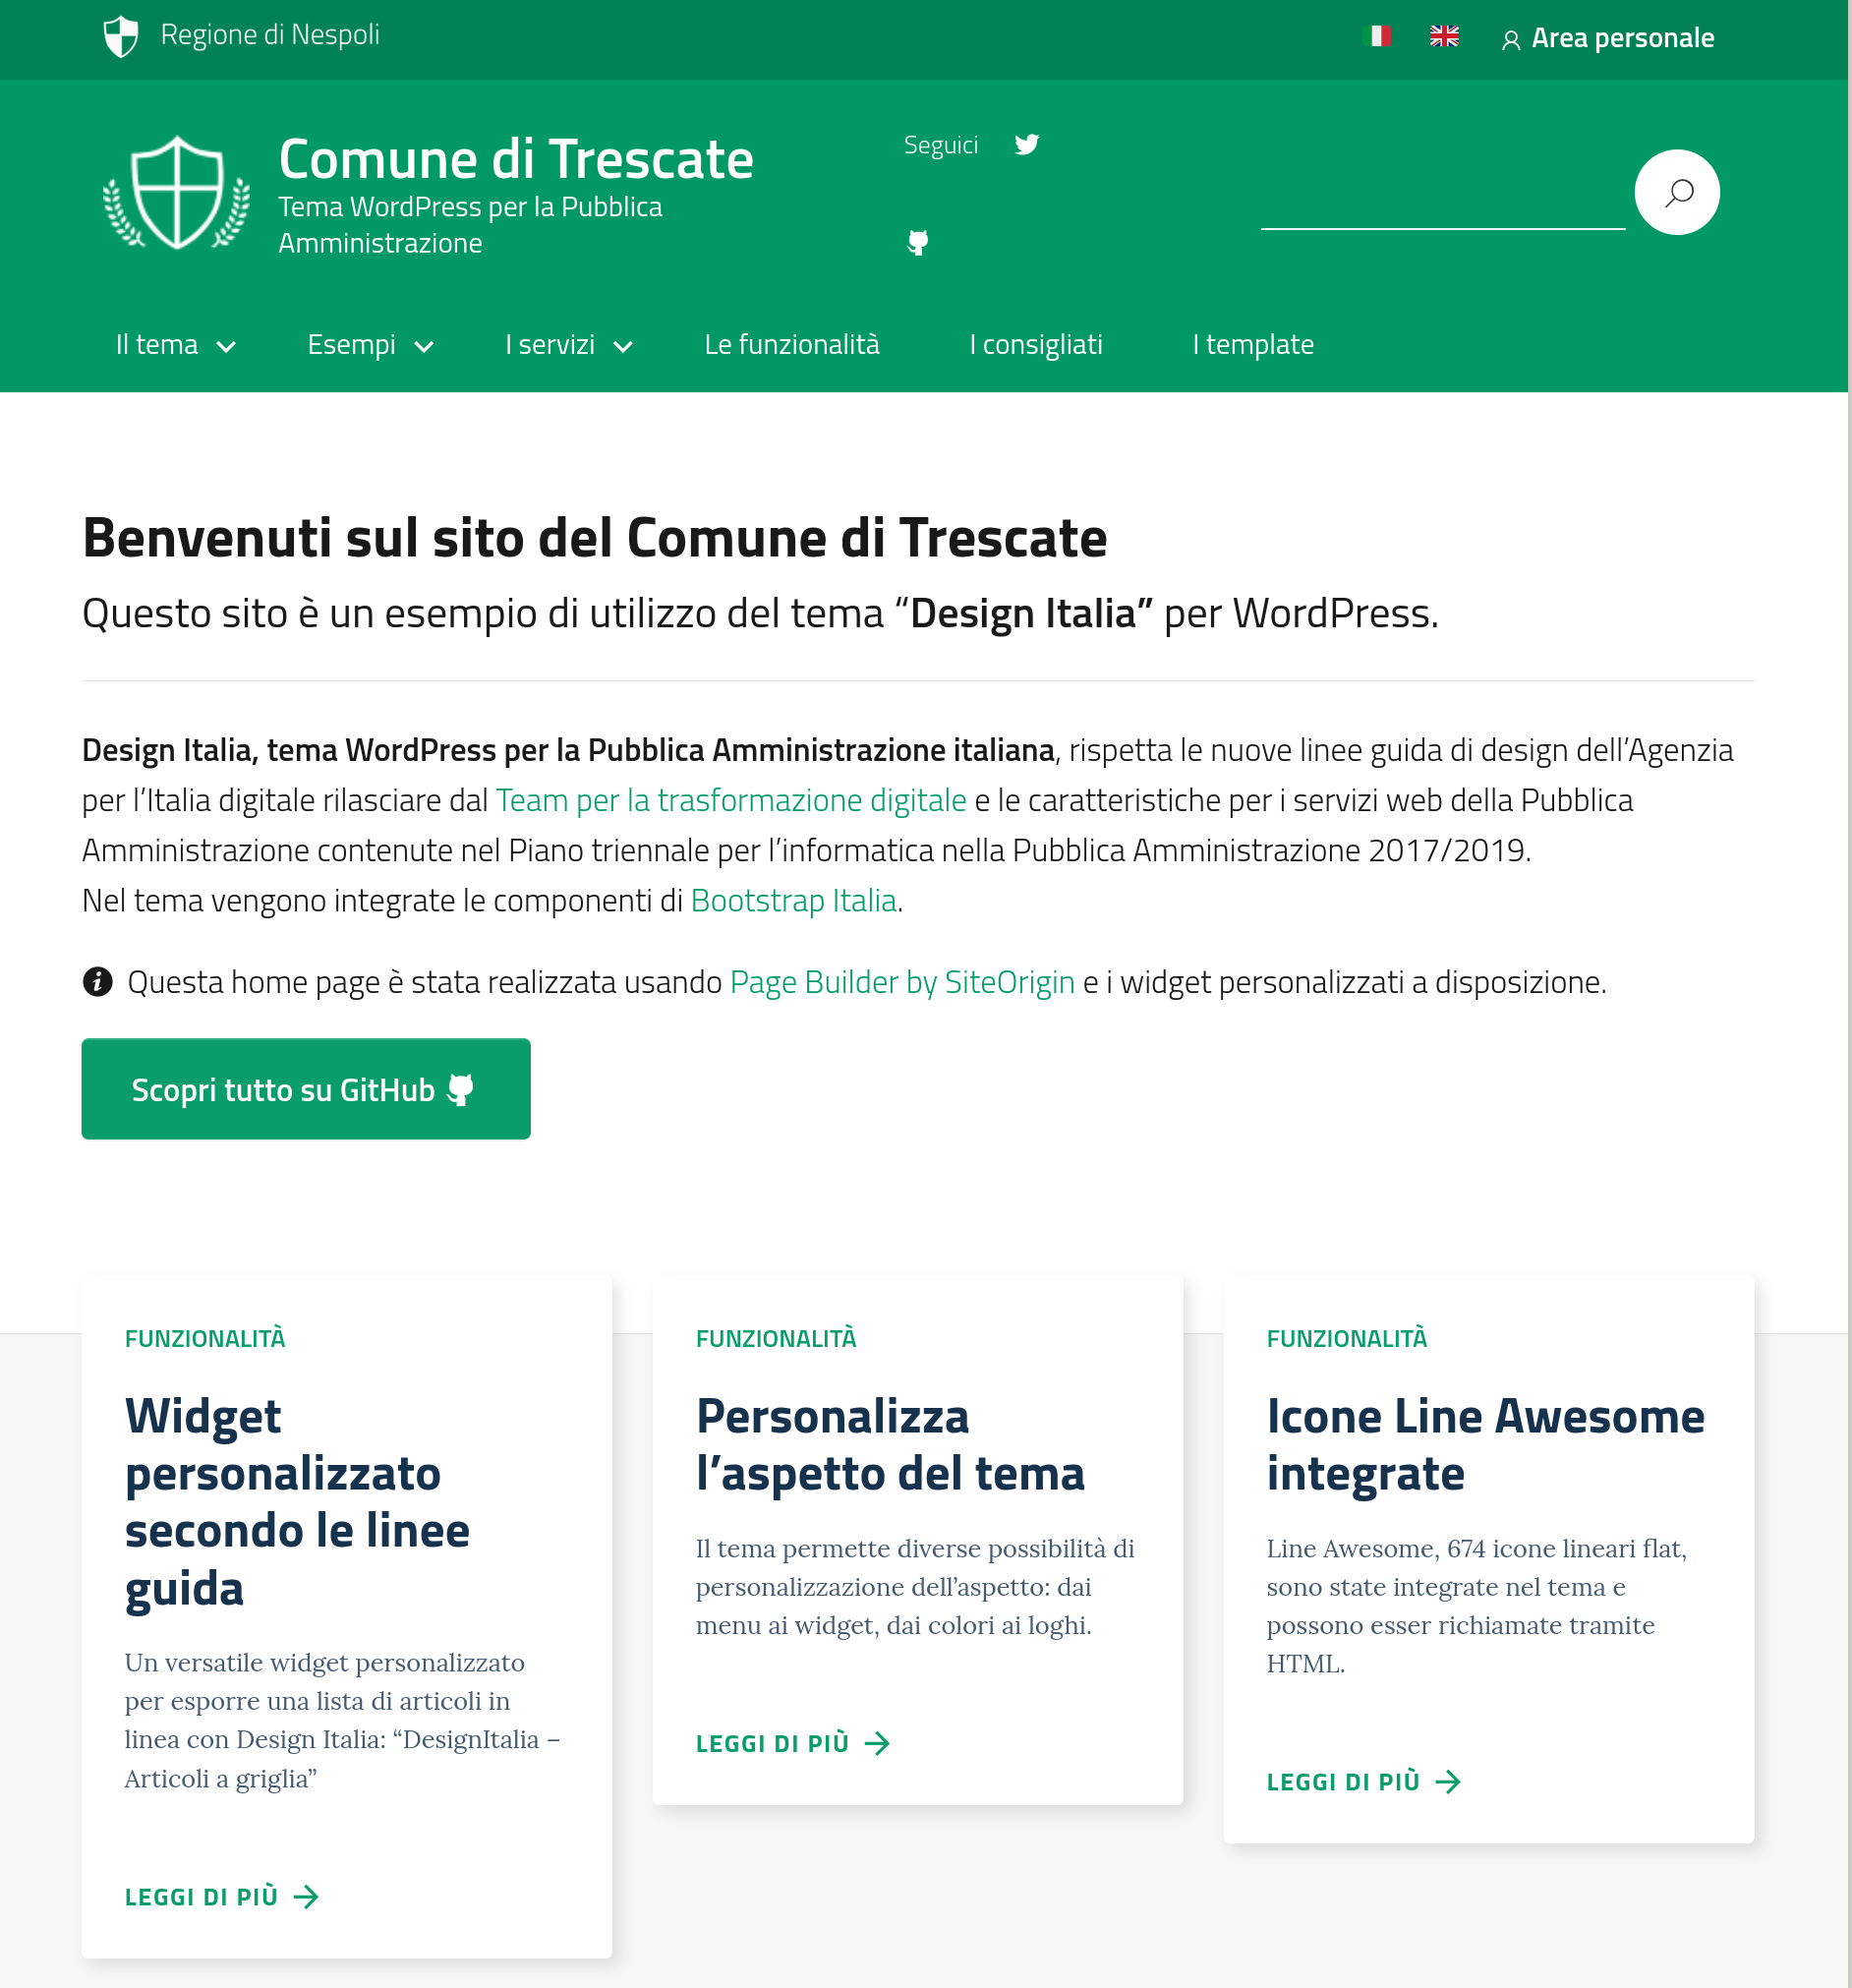 Regione di Nespoli
Area personale
Comune di Trescate
Tema WordPress per la Pubblica
Amministrazione
Seguici
Il tema
Esempi
I servizi
Le funzionalità
I consigliati
I template
Benvenuti sul sito del Comune di Trescate
Questo sito è un esempio di utilizzo del tema “Design Italia” per WordPress.
Design Italia, tema WordPress per la Pubblica Amministrazione italiana, rispetta le nuove linee guida di design dell’Agenzia
per l’Italia digitale rilasciare dal Team per la trasformazione digitale e le caratteristiche per i servizi web della Pubblica
Amministrazione contenute nel Piano triennale per l’informatica nella Pubblica Amministrazione 2017/2019.
Nel tema vengono integrate le componenti di Bootstrap Italia.
Questa home page è stata realizzata usando Page Builder by SiteOrigin e i widget personalizzati a disposizione.
Scopri tutto su GitHub
FUNZIONALITÀ
Widget
personalizzato
secondo le linee
guida
Un versatile widget personalizzato
per esporre una lista di articoli in
linea con Design Italia: “DesignItalia –
Articoli a griglia”
LEGGI DI PIÙ
FUNZIONALITÀ
Personalizza
l’aspetto del tema
Il tema permette diverse possibilità di
personalizzazione dell’aspetto: dai
menu ai widget, dai colori ai loghi.
LEGGI DI PIÙ
FUNZIONALITÀ
Icone Line Awesome
integrate
Line Awesome, 674 icone lineari flat,
sono state integrate nel tema e
possono esser richiamate tramite
HTML.
LEGGI DI PIÙ